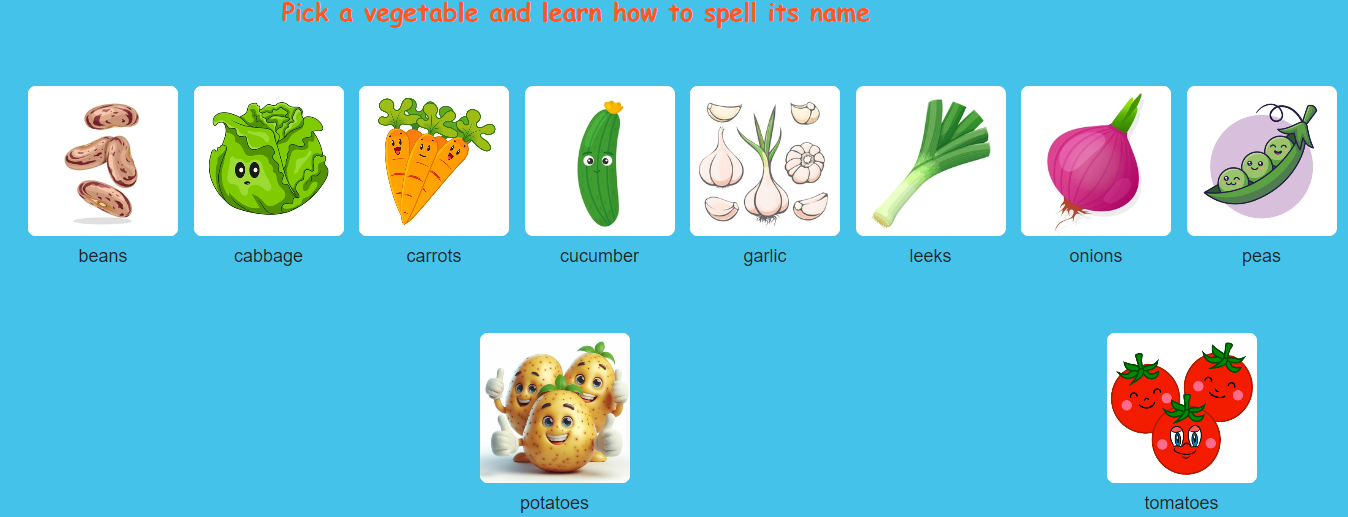 Pick a vegetable and learn how to spell its name
beans cabbage carrots cucumber garlic leeks onions peas
potatoes tomatoes